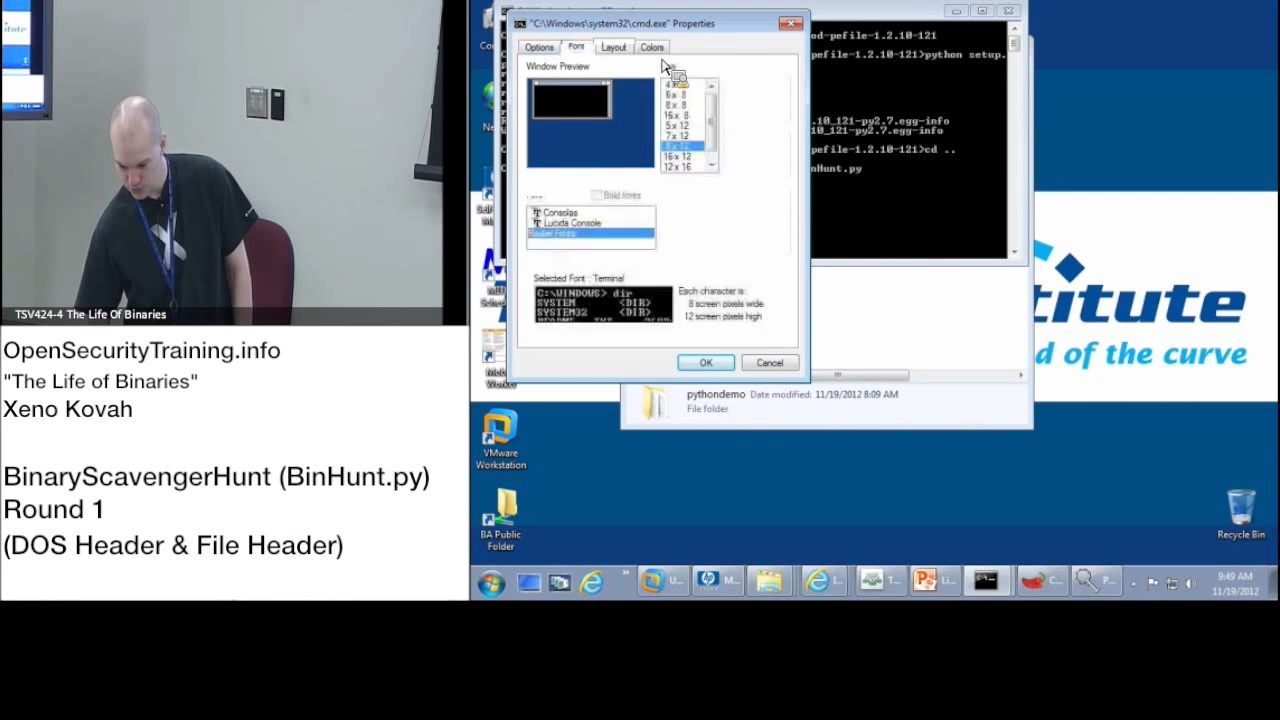 "C:\Windows\system32\cmd.exe" Properties
Options
Font
Layout
Colors
Window Preview
6 x 8
8 x 8
16 x 8
5 x 12
7 x 12
8 x 12
16 x 12
12 x 16
Bold fonts
Consolas
Lucida Console
Raster Fonts
Selected Font : Terminal
C:\WINDOWS> dir
SYSTEM <DIR>
SYSTEM32 <DIR>
Each character is:
8 screen pixels wide
12 screen pixels high
OK
Cancel
od-pefile-1.2.10-121
pefile-1.2.10-121>python setup.
.10_121-py2.7.egg-info
10_121-py2.7.egg-info
pefile-1.2.10-121>cd ..
nHunt.py
stitute
d of the curve
pythondemo Date modified: 11/19/2012 8:09 AM
File folder
Worker
VMware
Workstation
BA Public
Folder
Recycle Bin
U...
M...
I...
T...
Li...
C...
P...
9:49 AM
11/19/2012
stitute
TSV424-4 The Life Of Binaries
OpenSecurityTraining.info
"The Life of Binaries"
Xeno Kovah
BinaryScavengerHunt (BinHunt.py)
Round 1
(DOS Header & File Header)